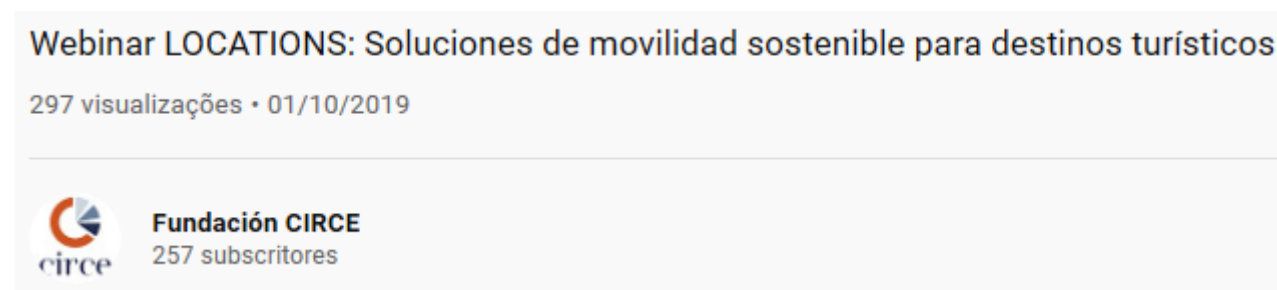 Webinar LOCATIONS: Soluciones de movilidad sostenible para destinos turísticos
297 visualizações • 01/10/2019
Fundación CIRCE
257 subscritores
circe